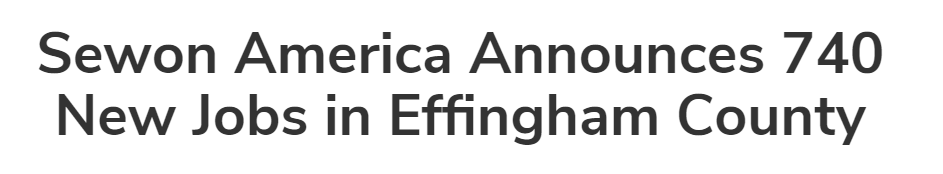 Sewon America Announces 740
New Jobs in Effingham County